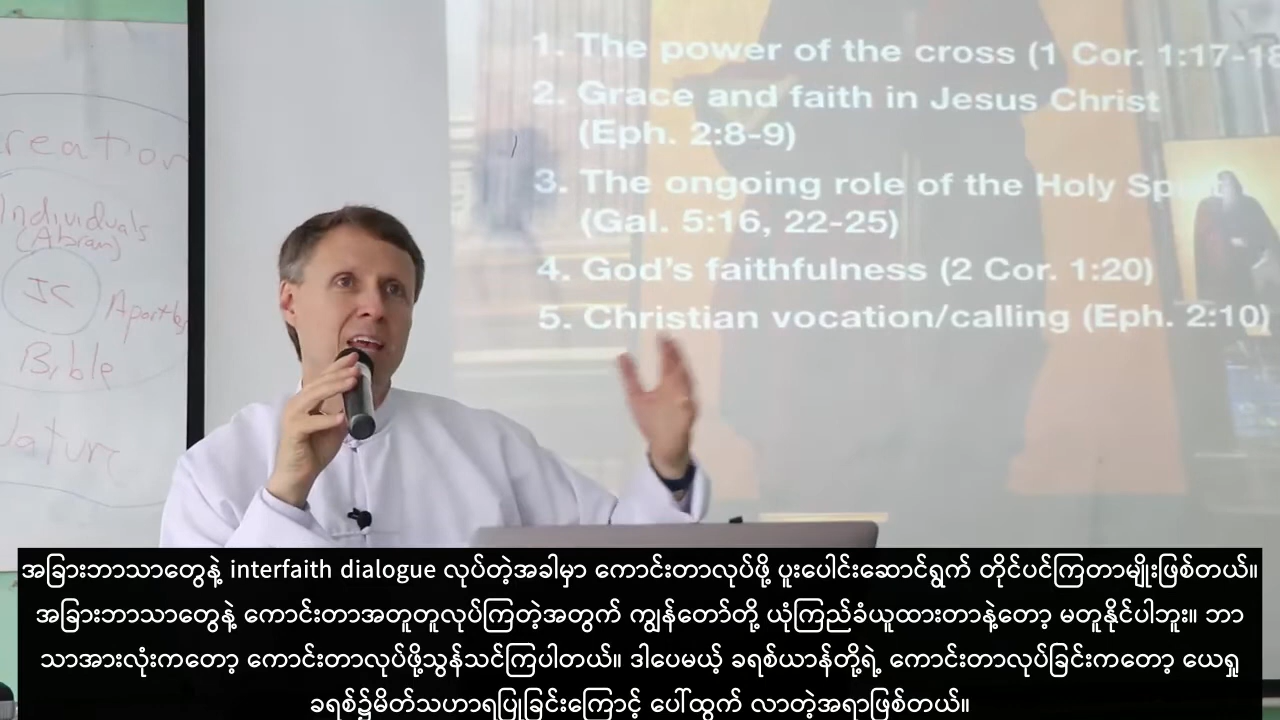 1. The power of the cross (1 Cor. 1:17-18
2. Grace and faith in Jesus Christ
(Eph. 2:8-9)
3. The ongoing role of the Holy Spirit
(Gal. 5:16, 22-25)
4. God's faithfulness (2 Cor. 1:20)
5. Christian vocation/calling (Eph. 2:10)
reation
Individuals
(Abram)
JC
Bible
Natur
အခြားဘာသာတွေနဲ့ interfaith dialogue လုပ်တဲ့အခါမှာ ကောင်းတာလုပ်ဖို့ ပူးပေါင်းဆောင်ရွက် တိုင်ပင်ကြတာမျိုးဖြစ်တယ်။
အခြားဘာသာတွေနဲ့ ကောင်းတာအတူတူလုပ်ကြတဲ့အတွက် ကျွန်တော်တို့ ယုံကြည်ခံယူထားတာနဲ့တော့ မတူနိုင်ပါဘူး။ ဘာ
သာအားလုံးကတော့ ကောင်းတာလုပ်ဖို့သွန်သင်ကြပါတယ်။ ဒါပေမယ့် ခရစ်ယာန်တို့ရဲ့ ကောင်းတာလုပ်ခြင်းကတော့ ယေရှု
ခရစ်၌မိတ်သဟာရပြုခြင်းကြောင့် ပေါ်ထွက် လာတဲ့အရာဖြစ်တယ်။